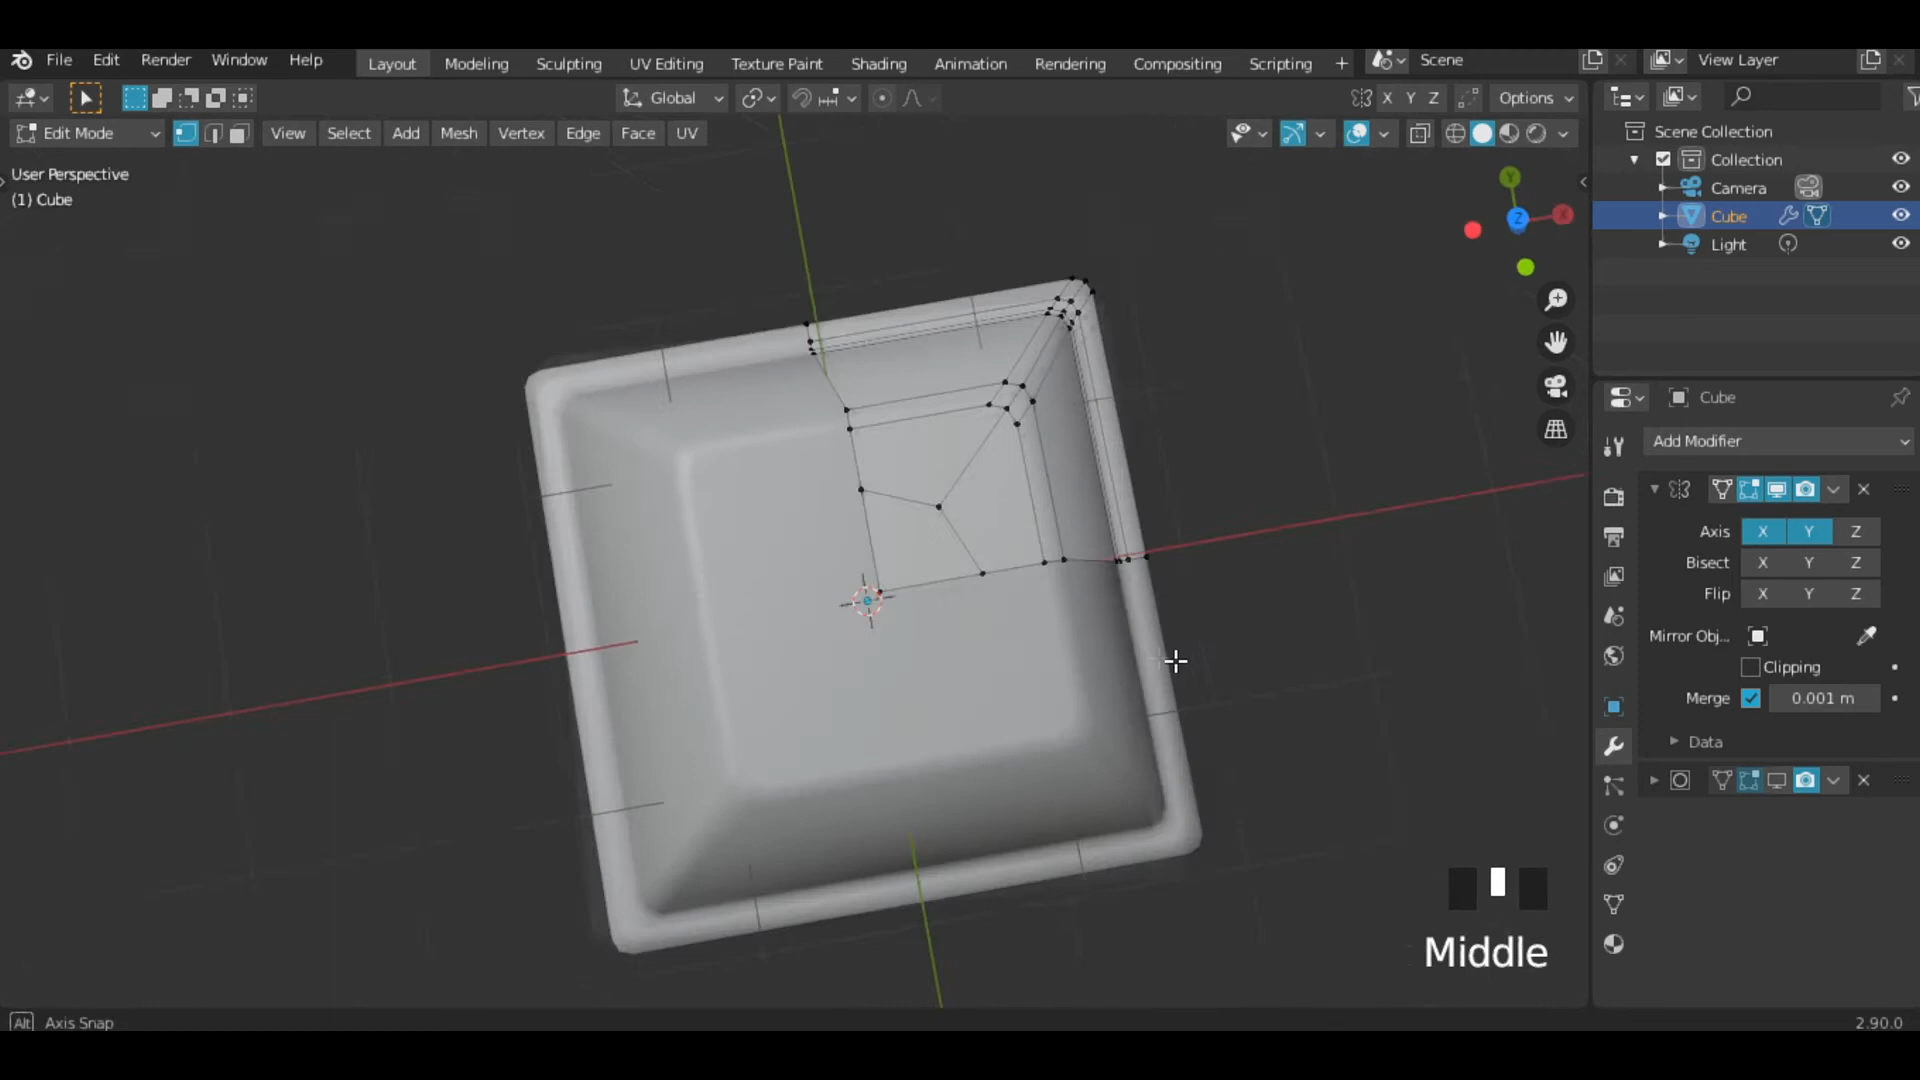 File Edit Render Window Help Layout Modeling Sculpting UV Editing Texture Paint Shading Animation Rendering Compositing Scripting + Scene View Layer
Global X Y Z Options
Edit Mode View Select Add Mesh Vertex Edge Face UV
User Perspective
(1) Cube
Y
Z
X
Scene Collection
Collection
Camera
Cube
Light
Cube
Add Modifier
Axis X Y Z
Bisect X Y Z
Flip X Y Z
Mirror Obj...
Clipping
Merge 0.001 m
Data
Middle
Alt Axis Snap
2.90.0